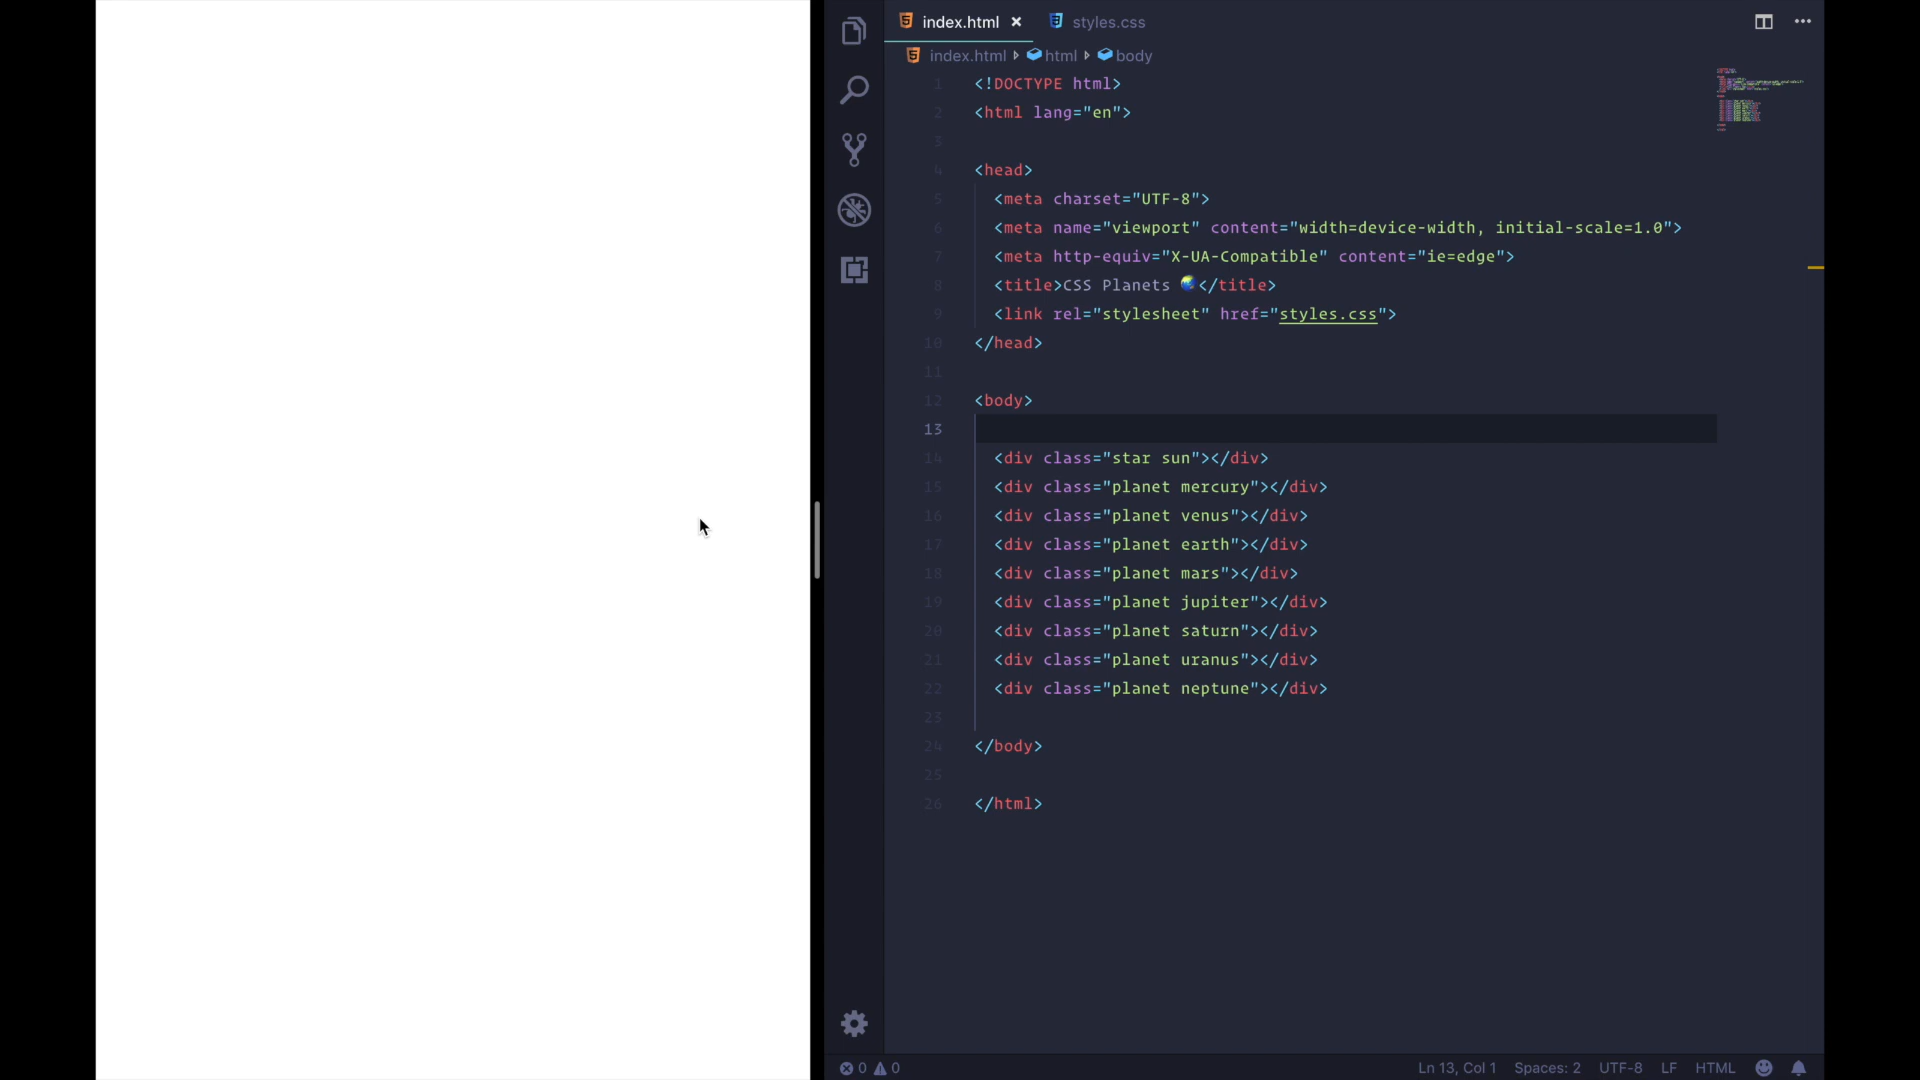 index.html
styles.css
index.html html body
1 <!DOCTYPE html>
2 <html lang="en">
3
4 <head>
5 <meta charset="UTF-8">
6 <meta name="viewport" content="width=device-width, initial-scale=1.0">
7 <meta http-equiv="X-UA-Compatible" content="ie=edge">
8 <title>CSS Planets 🌏</title>
9 <link rel="stylesheet" href="styles.css">
10 </head>
11
12 <body>
13
14 <div class="star sun"></div>
15 <div class="planet mercury"></div>
16 <div class="planet venus"></div>
17 <div class="planet earth"></div>
18 <div class="planet mars"></div>
19 <div class="planet jupiter"></div>
20 <div class="planet saturn"></div>
21 <div class="planet uranus"></div>
22 <div class="planet neptune"></div>
23
24 </body>
25
26 </html>
0 0 Ln 13, Col 1 Spaces: 2 UTF-8 LF HTML